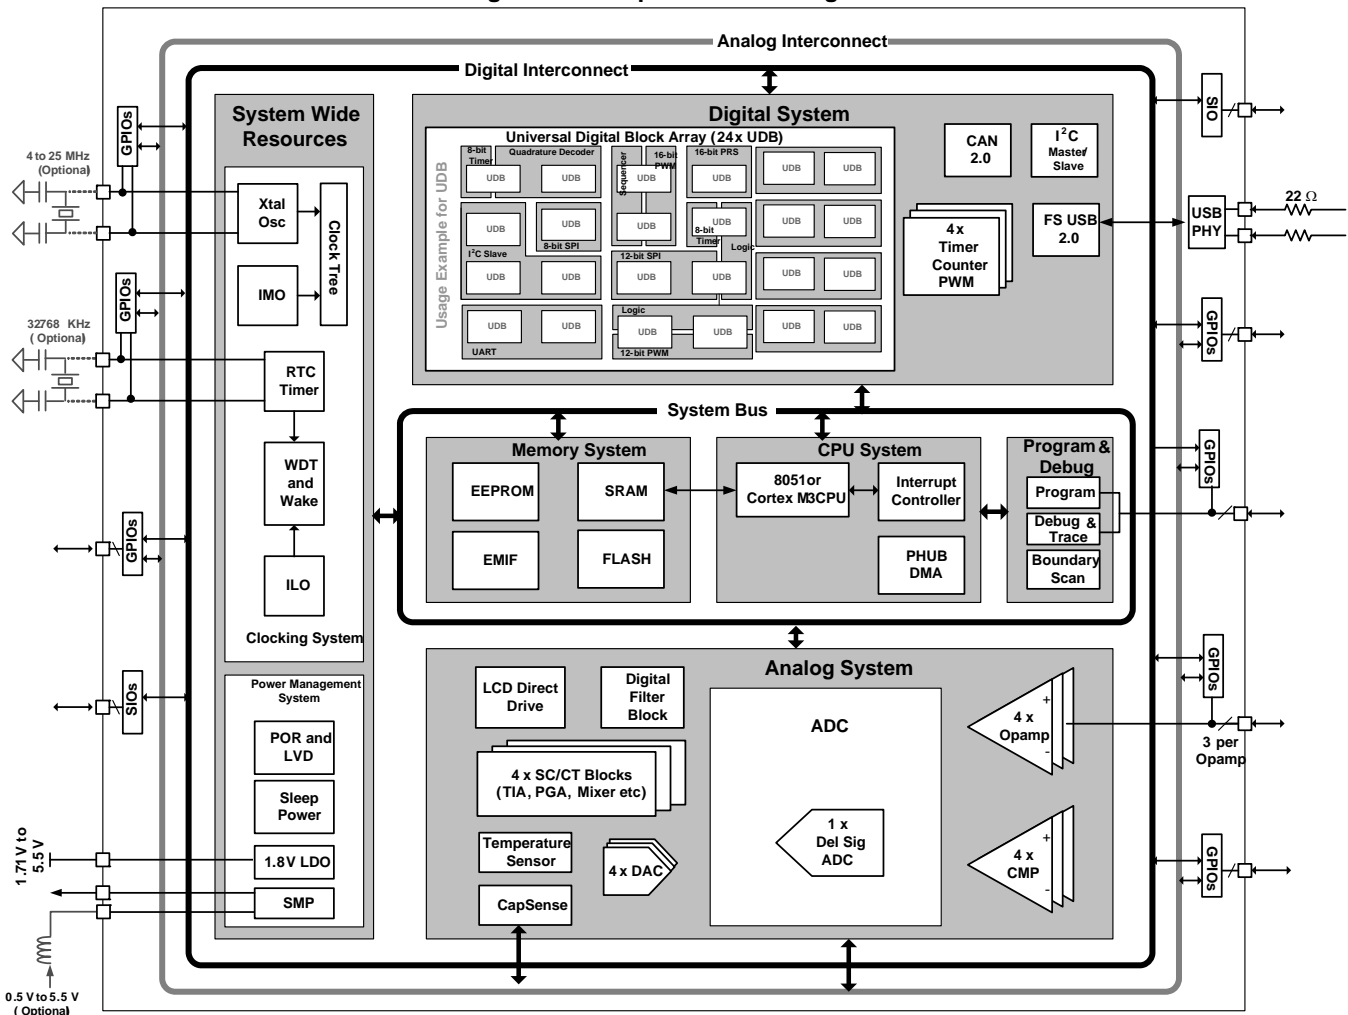 Analog Interconnect
Digital Interconnect
System Wide
Resources
4 to 25 MHz
(Optional)
GPIOs
Xtal
Osc
Clock Tree
IMO
GPIOs
32768 KHz
( Optional)
RTC
Timer
WDT
and
Wake
GPIOs
ILO
Clocking System
SIOs
Power Management
System
POR and
LVD
Sleep
Power
1.71 V to
5.5 V
1.8V LDO
SMP
0.5 V to 5.5 V
( Optional)
Digital System
Universal Digital Block Array (24x UDB)
Usage Example for UDB
8-bit
Timer
Quadrature Decoder
Sequencer
16-bit
PWM
16-bit PRS
UDB
UDB
UDB
UDB
UDB
UDB
UDB
8-bit SPI
UDB
UDB
UDB
8-bit
Timer
Logic
UDB
UDB
I²C Slave
12-bit SPI
UDB
UDB
UDB
UDB
UDB
UDB
Logic
UDB
UDB
UDB
UDB
UDB
UDB
UART
12-bit PWM
CAN
2.0
I²C
Master/
Slave
4x
Timer
Counter
PWM
FS USB
2.0
SIO
USB
PHY
22 Ω
GPIOs
System Bus
Memory System
EEPROM
SRAM
EMIF
FLASH
CPU System
8051or
Cortex M3CPU
Interrupt
Controller
PHUB
DMA
Program &
Debug
Program
Debug &
Trace
Boundary
Scan
GPIOs
Analog System
LCD Direct
Drive
Digital
Filter
Block
4 x SC/CT Blocks
(TIA, PGA, Mixer etc)
Temperature
Sensor
4 x DAC
CapSense
ADC
1 x
Del Sig
ADC
+
4 x
Opamp
-
+
4 x
CMP
-
GPIOs
3 per
Opamp
GPIOs